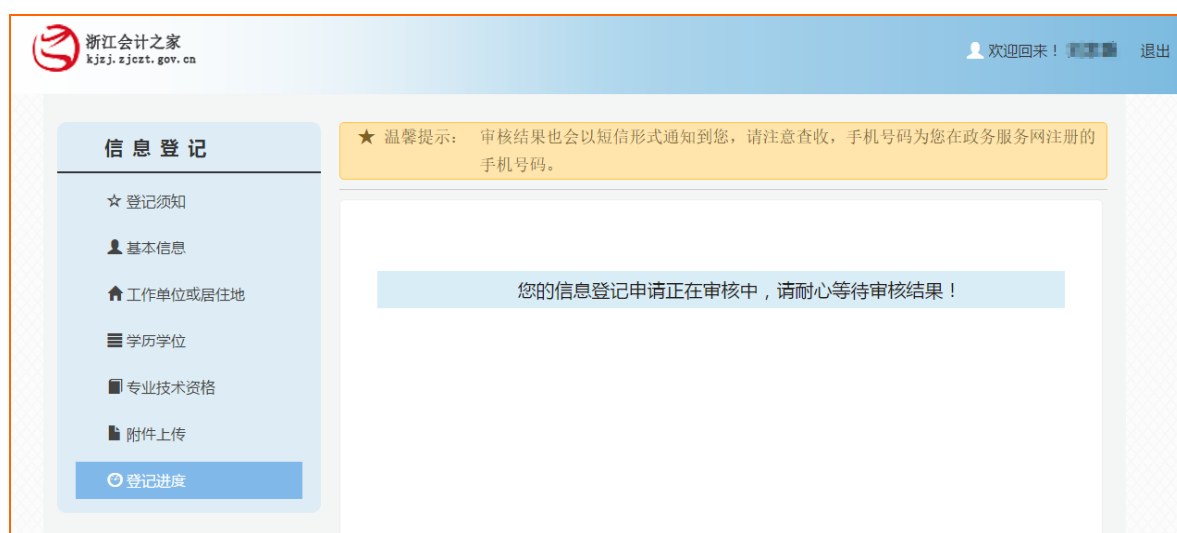 浙江会计之家
kjzj.zjczt.gov.cn
欢迎回来！
退出
信息登记
★ 温馨提示： 审核结果也会以短信形式通知到您，请注意查收，手机号码为您在政务服务网注册的
手机号码。
登记须知
基本信息
工作单位或居住地
学历学位
专业技术资格
附件上传
登记进度
您的信息登记申请正在审核中，请耐心等待审核结果！